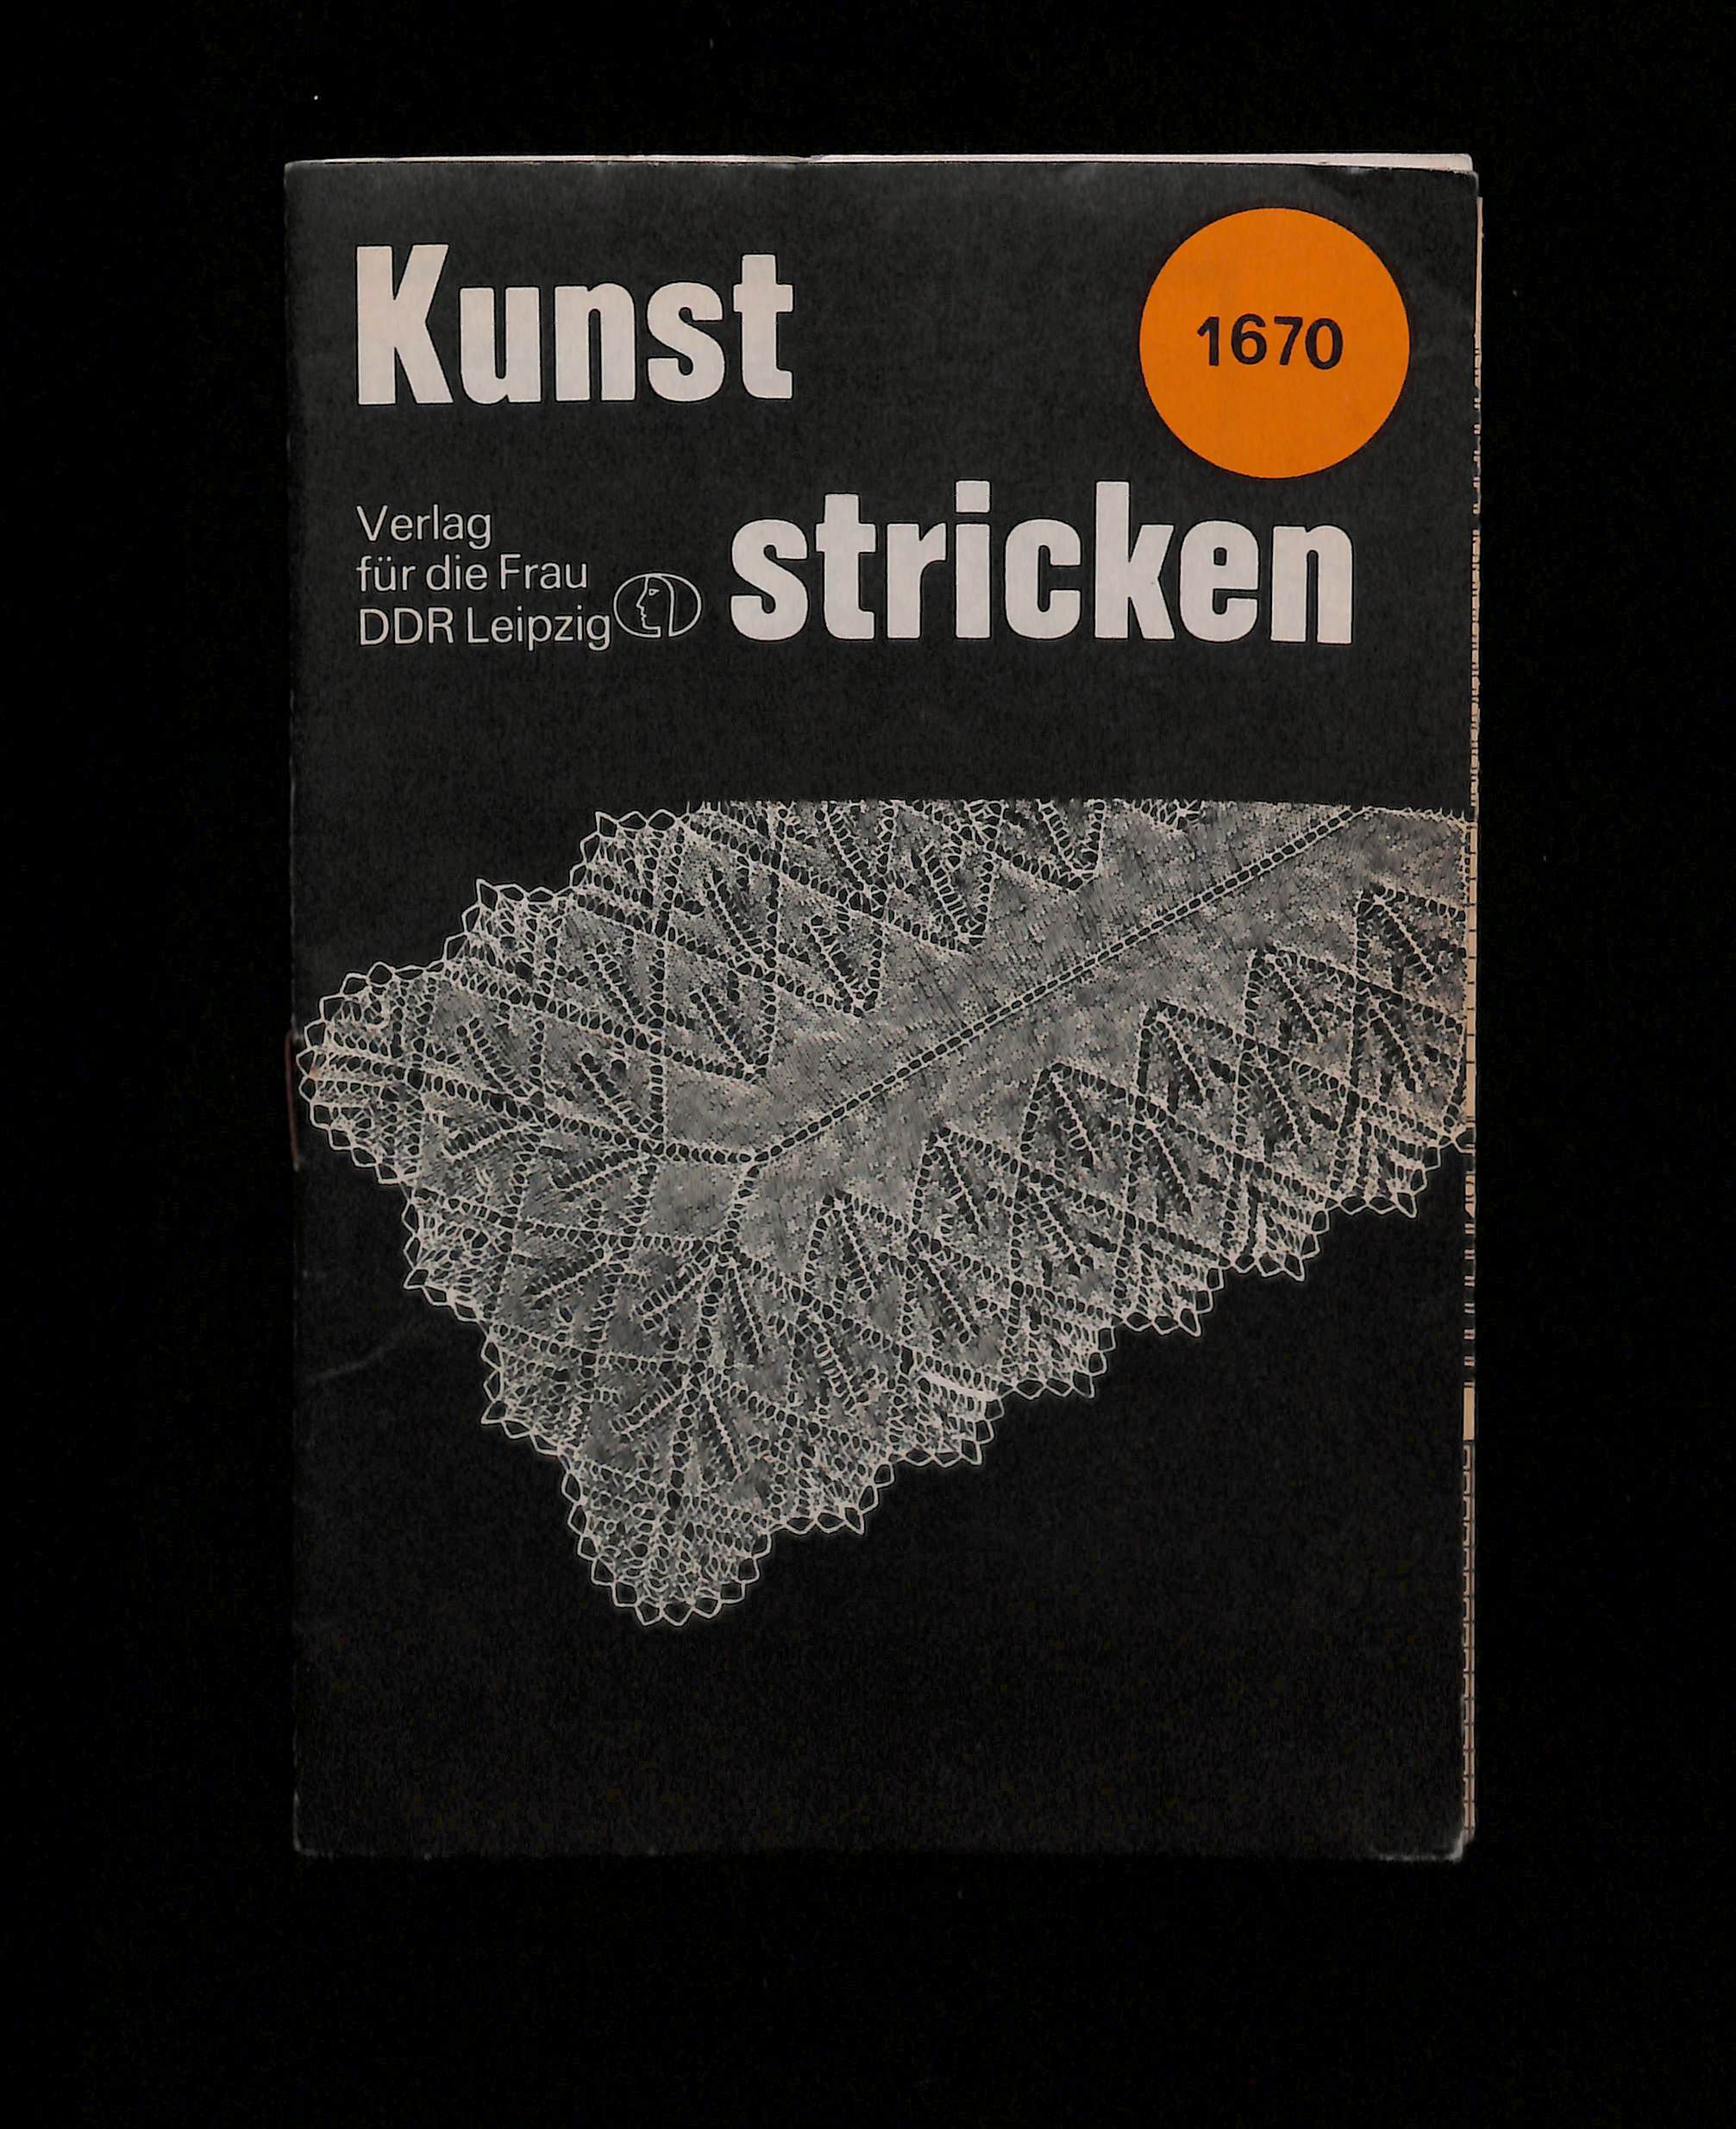 Kunst
1670
stricken
Verlag
für die Frau
DDR Leipzig